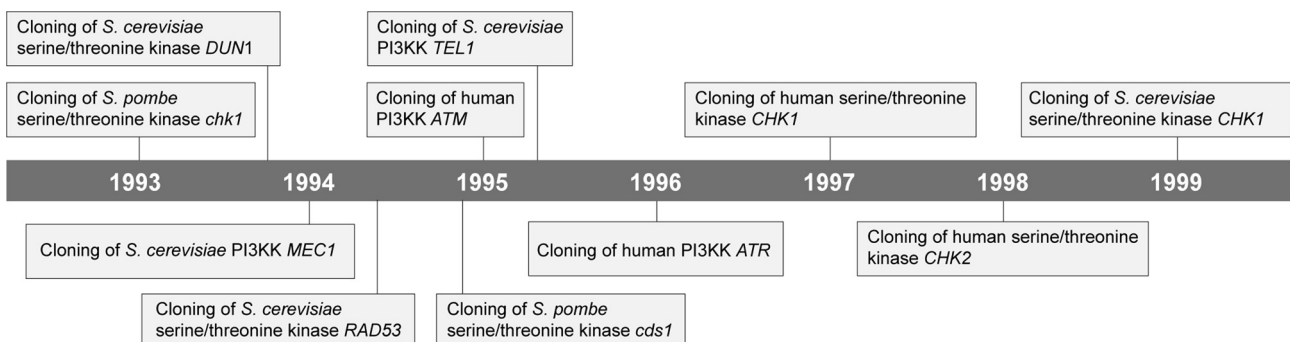 Cloning of S. cerevisiae
serine/threonine kinase DUN1
Cloning of S. cerevisiae
PI3KK TEL1
Cloning of S. pombe
serine/threonine kinase chk1
Cloning of human
PI3KK ATM
Cloning of human serine/threonine
kinase CHK1
Cloning of S. cerevisiae
serine/threonine kinase CHK1
1993 1994 1995 1996 1997 1998 1999
Cloning of S. cerevisiae PI3KK MEC1
Cloning of human PI3KK ATR
Cloning of human serine/threonine
kinase CHK2
Cloning of S. cerevisiae
serine/threonine kinase RAD53
Cloning of S. pombe
serine/threonine kinase cds1